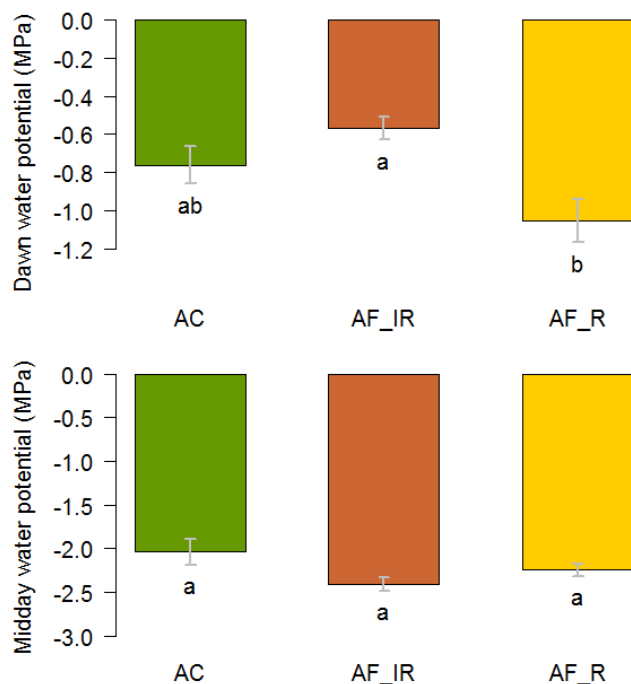 Dawn water potential (MPa)
0.0
-0.2
-0.4
-0.6
-0.8
-1.0
-1.2
ab
a
b
AC AF_IR AF_R
Midday water potential (MPa)
0.0
-0.5
-1.0
-1.5
-2.0
-2.5
-3.0
a
a
a
AC AF_IR AF_R